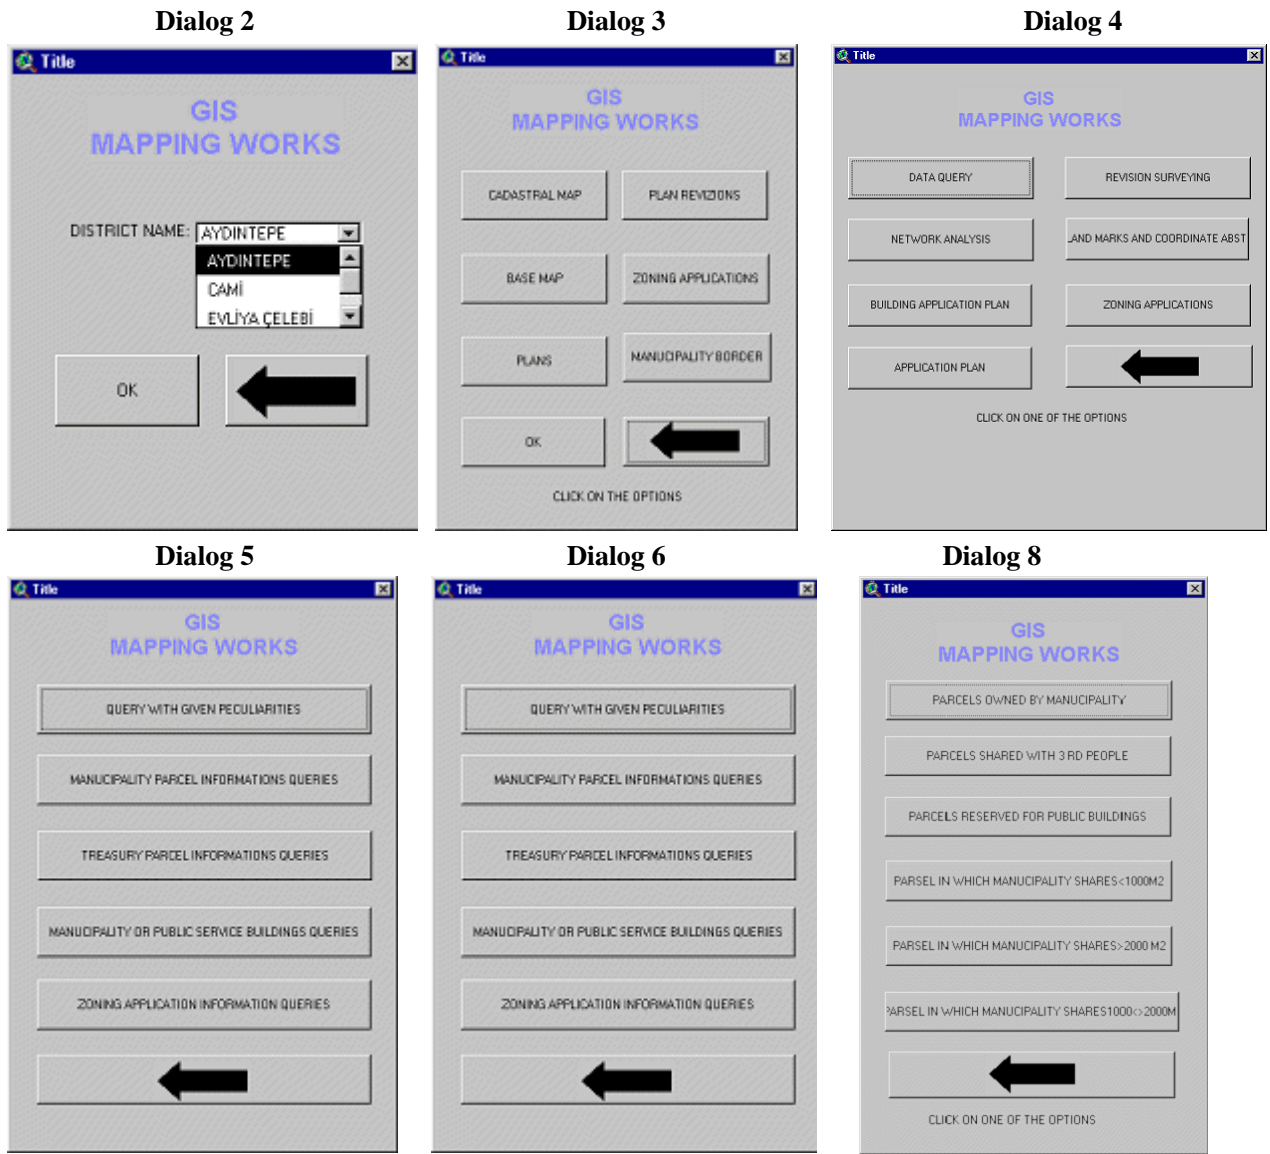 Dialog 2
Title
GIS
MAPPING WORKS
DISTRICT NAME: AYDINTEPE
AYDINTEPE
CAMİ
EVLİYA ÇELEBİ
OK
Dialog 3
Title
GIS
MAPPING WORKS
CADASTRAL MAP
PLAN REVIZIONS
BASE MAP
ZONING APPLICATIONS
PLANS
MANUCIPALITY BORDER
OK
CLICK ON THE OPTIONS
Dialog 4
Title
GIS
MAPPING WORKS
DATA QUERY
REVISION SURVEYING
NETWORK ANALYSIS
LAND MARKS AND COORDINATE ABST
BUILDING APPLICATION PLAN
ZONING APPLICATIONS
APPLICATION PLAN
CLICK ON ONE OF THE OPTIONS
Dialog 5
Title
GIS
MAPPING WORKS
QUERY WITH GIVEN PECULIARITIES
MANUCIPALITY PARCEL INFORMATIONS QUERIES
TREASURY PARCEL INFORMATIONS QUERIES
MANUCIPALITY OR PUBLIC SERVICE BUILDINGS QUERIES
ZONING APPLICATION INFORMATION QUERIES
Dialog 6
Title
GIS
MAPPING WORKS
QUERY WITH GIVEN PECULIARITIES
MANUCIPALITY PARCEL INFORMATIONS QUERIES
TREASURY PARCEL INFORMATIONS QUERIES
MANUCIPALITY OR PUBLIC SERVICE BUILDINGS QUERIES
ZONING APPLICATION INFORMATION QUERIES
Dialog 8
Title
GIS
MAPPING WORKS
PARCELS OWNED BY MANUCIPALITY
PARCELS SHARED WITH 3 RD PEOPLE
PARCELS RESERVED FOR PUBLIC BUILDINGS
PARSEL IN WHICH MANUCIPALITY SHARES<1000M2
PARSEL IN WHICH MANUCIPALITY SHARES>2000 M2
PARSEL IN WHICH MANUCIPALITY SHARES1000<>2000M
CLICK ON ONE OF THE OPTIONS